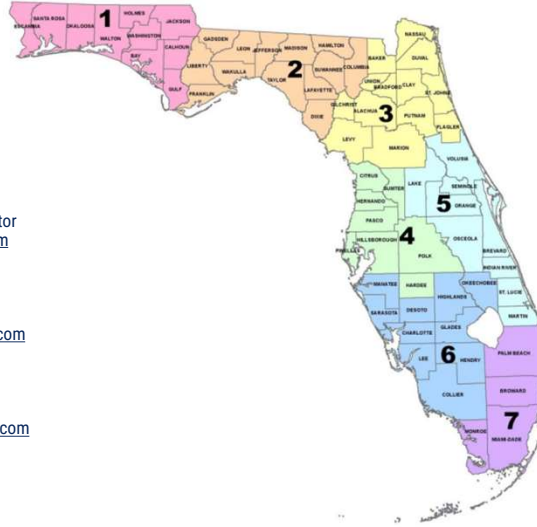 HOLMES
JACKSON
SANTA ROSA
OKALOOSA
1
ESCAMBIA
WALTON
WASHINGTON
BAY
CALHOUN
GULF
GADSDEN
LEON
JEFFERSON
MADISON
HAMILTON
LIBERTY
WAKULLA
2
TAYLOR
SUWANNEE
COLUMBIA
FRANKLIN
LAFAYETTE
DIXIE
NASSAU
BAKER
DUVAL
UNION
BRADFORD
CLAY
ST. JOHNS
GILCHRIST
ALACHUA
3
PUTNAM
FLAGLER
LEVY
MARION
VOLUSIA
CITRUS
SUMTER
LAKE
SEMINOLE
HERNANDO
5
ORANGE
PASCO
tor
m
HILLSBOROUGH
4
OSCEOLA
PINELLAS
POLK
BREVARD
INDIAN RIVER
MANATEE
HARDEE
HIGHLANDS
OKEECHOBEE
ST. LUCIE
SARASOTA
DESOTO
MARTIN
com
CHARLOTTE
GLADES
LEE
6
HENDRY
PALM BEACH
COLLIER
BROWARD
com
MONROE
7
MIAMI-DADE